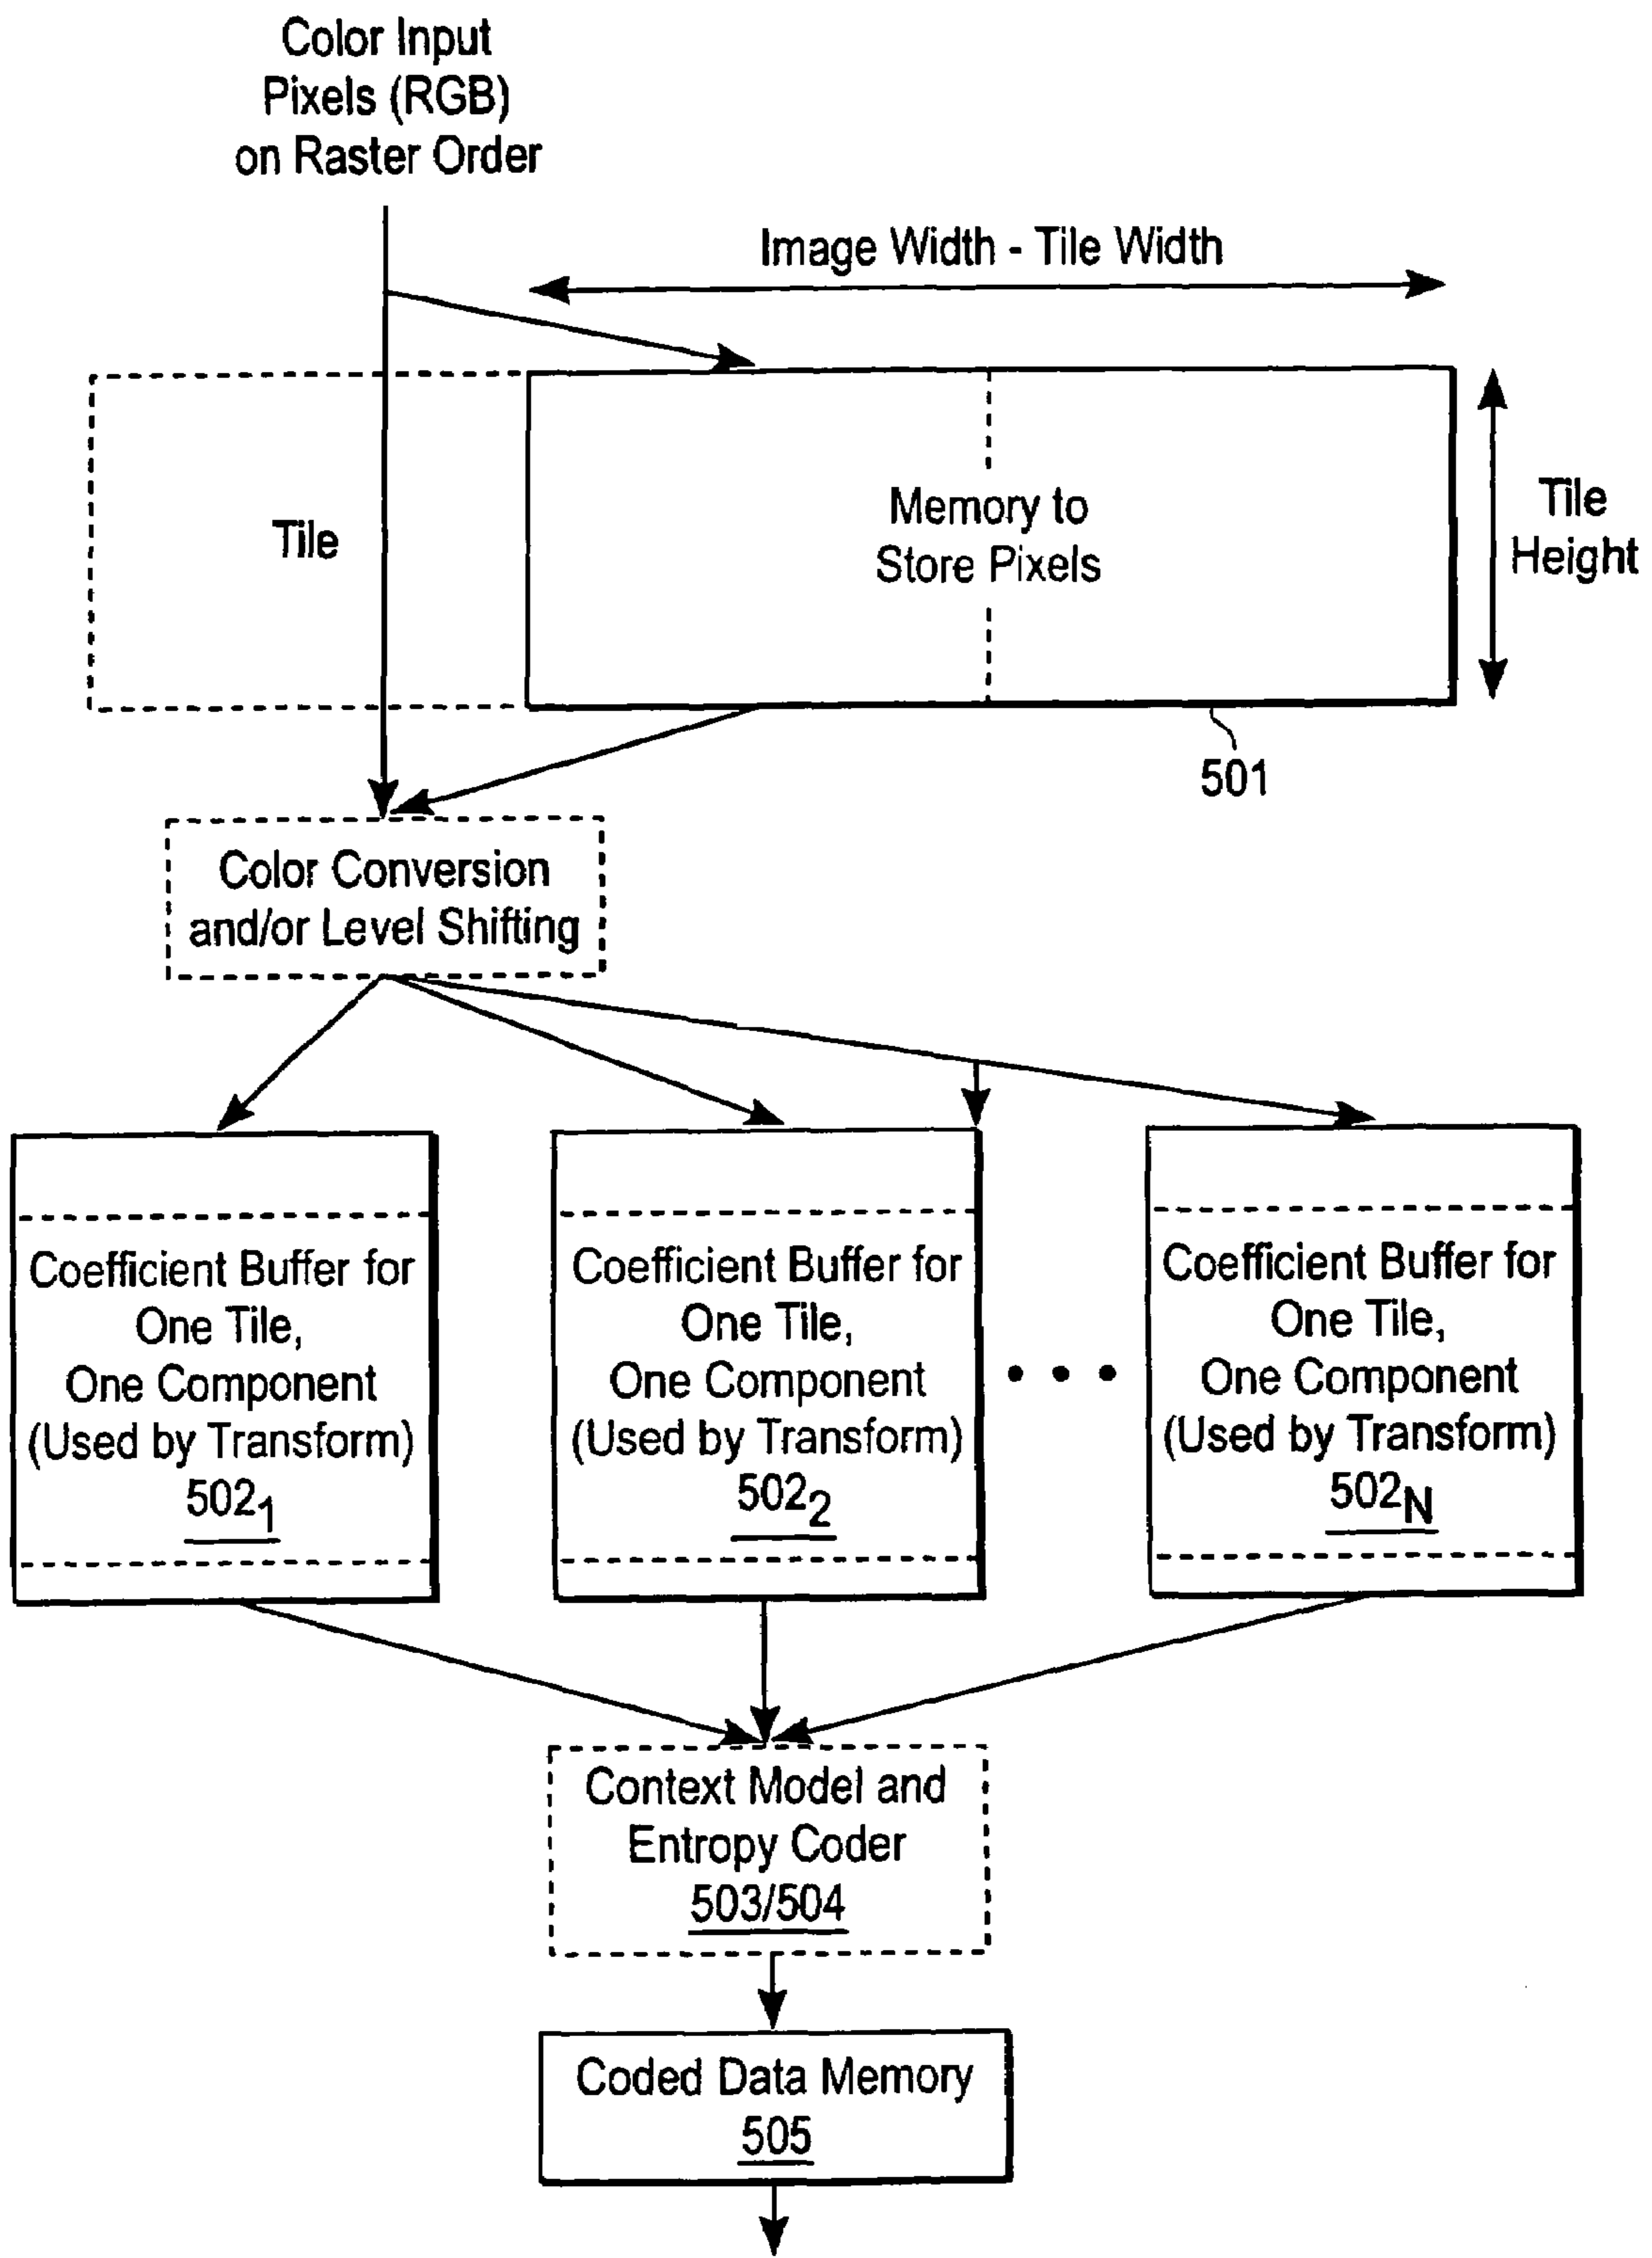 Color Input
Pixels (RGB)
on Raster Order
Image Width - Tile Width
Tile
Memory to
Store Pixels
Tile
Height
501
Color Conversion
and/or Level Shifting
Coefficient Buffer for
One Tile,
One Component
(Used by Transform)
502₁
Coefficient Buffer for
One Tile,
One Component
(Used by Transform)
502₂
• • •
Coefficient Buffer for
One Tile,
One Component
(Used by Transform)
502N
Context Model and
Entropy Coder
503/504
Coded Data Memory
505